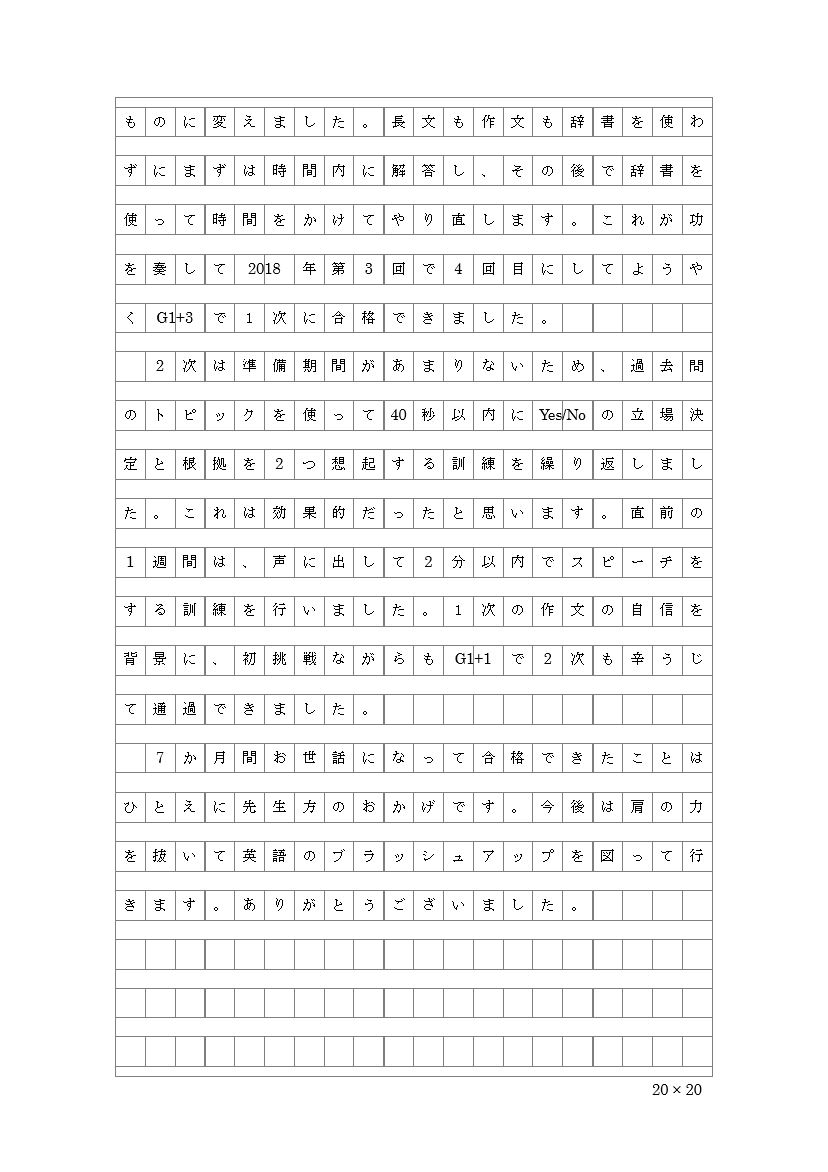 ものに変えました。長文も作文も辞書を使わ
ずにまずは時間内に解答し、その後で辞書を
使って時間をかけてやり直します。これが功
を奏して2018年第3回で4回目にしてようや
くG1+3で1次に合格できました。
　2次は準備期間があまりないため、過去問
のトピックを使って40秒以内にYes/Noの立場決
定と根拠を2つ想起する訓練を繰り返しまし
た。これは効果的だったと思います。直前の
1週間は、声に出して2分以内でスピーチを
する訓練を行いました。1次の作文の自信を
背景に、初挑戦ながらもG1+1で2次も辛うじ
て通過できました。
　7か月間お世話になって合格できたことは
ひとえに先生方のおかげです。今後は肩の力
を抜いて英語のブラッシュアップを図って行
きます。ありがとうございました。
20×20